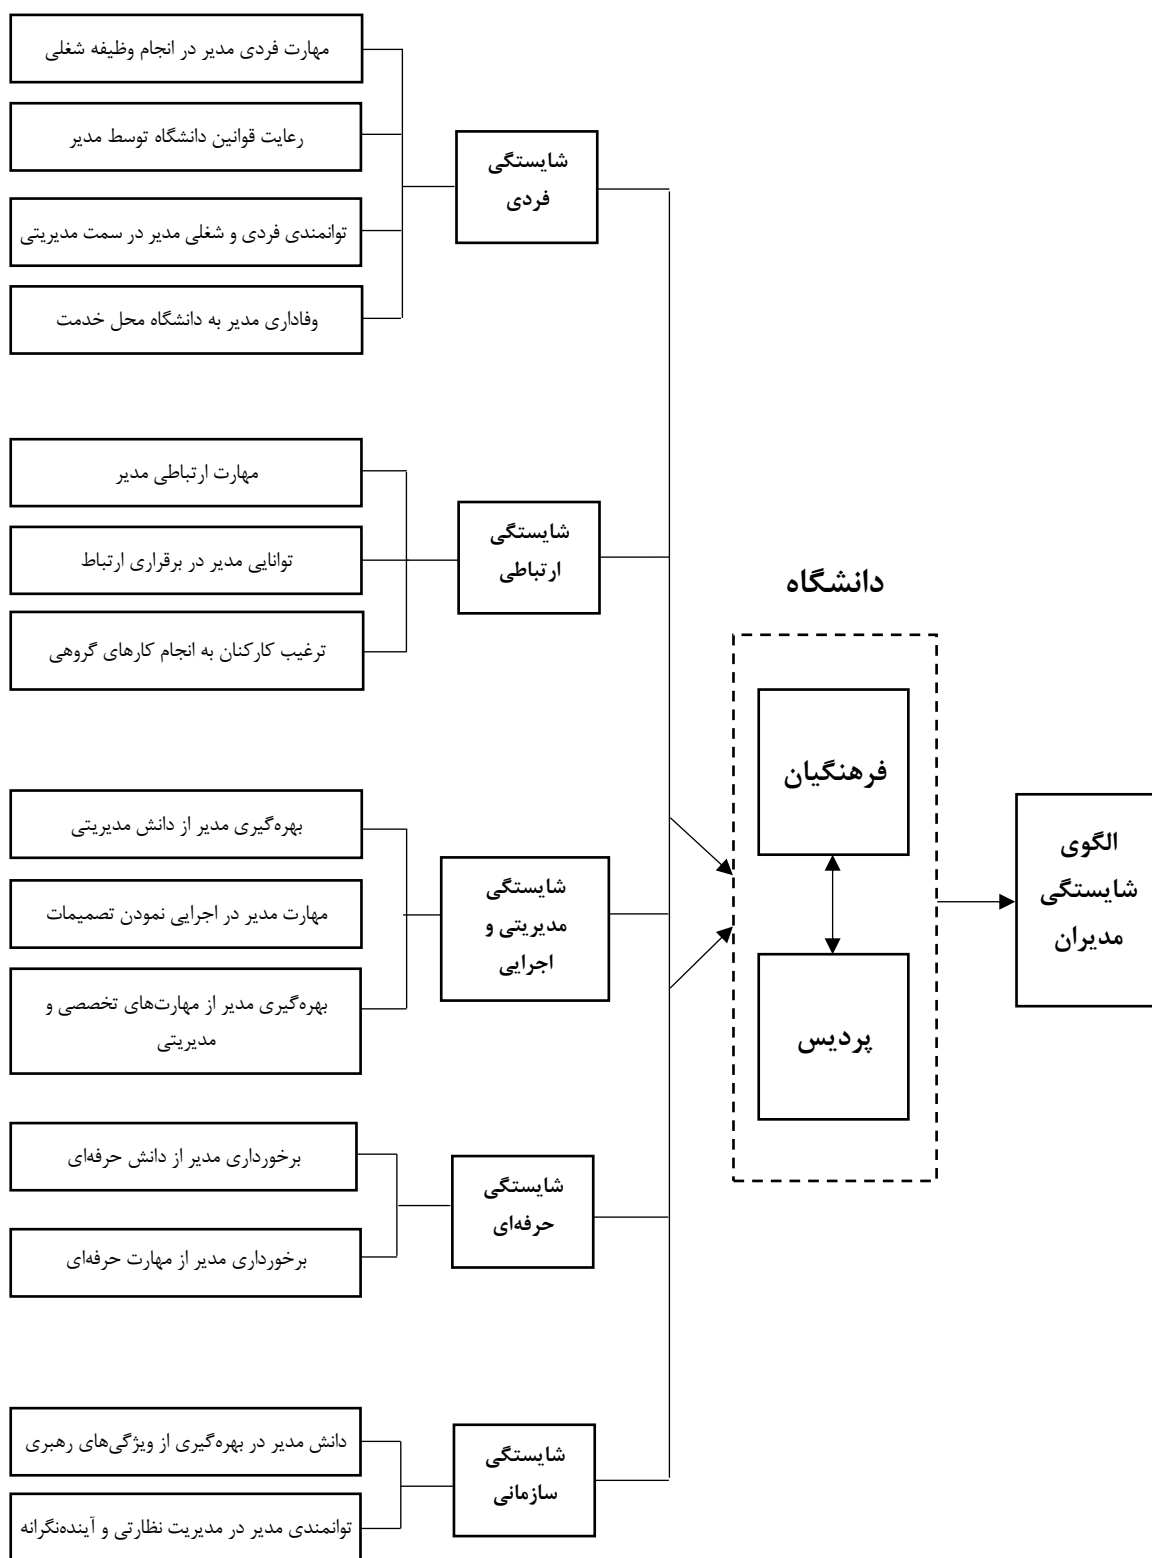 مهارت فردی مدیر در انجام وظیفه شغلی
رعایت قوانین دانشگاه توسط مدیر
توانمندی فردی و شغلی مدیر در سمت مدیریتی
وفاداری مدیر به دانشگاه محل خدمت
شایستگی
فردی
مهارت ارتباطی مدیر
توانایی مدیر در برقراری ارتباط
ترغیب کارکنان به انجام کارهای گروهی
شایستگی
ارتباطی
بهره‌گیری مدیر از دانش مدیریتی
مهارت مدیر در اجرایی نمودن تصمیمات
بهره‌گیری مدیر از مهارت‌های تخصصی و
مدیریتی
شایستگی
مدیریتی و
اجرایی
برخورداری مدیر از دانش حرفه‌ای
برخورداری مدیر از مهارت حرفه‌ای
شایستگی
حرفه‌ای
دانش مدیر در بهره‌گیری از ویژگی‌های رهبری
توانمندی مدیر در مدیریت نظارتی و آینده‌نگرانه
شایستگی
سازمانی
دانشگاه
فرهنگیان
پردیس
الگوی
شایستگی
مدیران